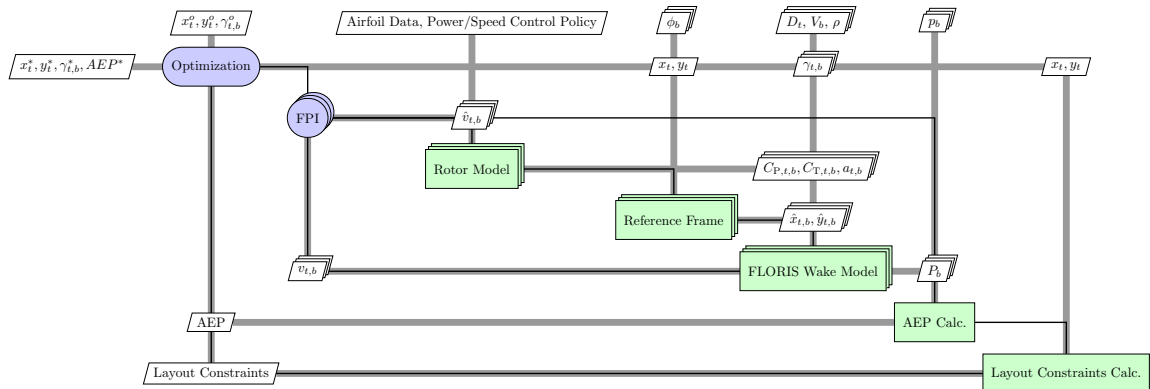 x_t^o, y_t^o, γ_{t,b}^o
Airfoil Data, Power/Speed Control Policy
ϕ_b
D_t, V_b, ρ
p_b
x_t^*, y_t^*, γ_{t,b}^*, AEP^*
Optimization
x_t, y_t
γ_{t,b}
x_t, y_t
FPI
v̂_{t,b}
Rotor Model
C_{P,t,b}, C_{T,t,b}, a_{t,b}
Reference Frame
x̂_{t,b}, ŷ_{t,b}
v_{t,b}
FLORIS Wake Model
P_b
AEP
AEP Calc.
Layout Constraints
Layout Constraints Calc.